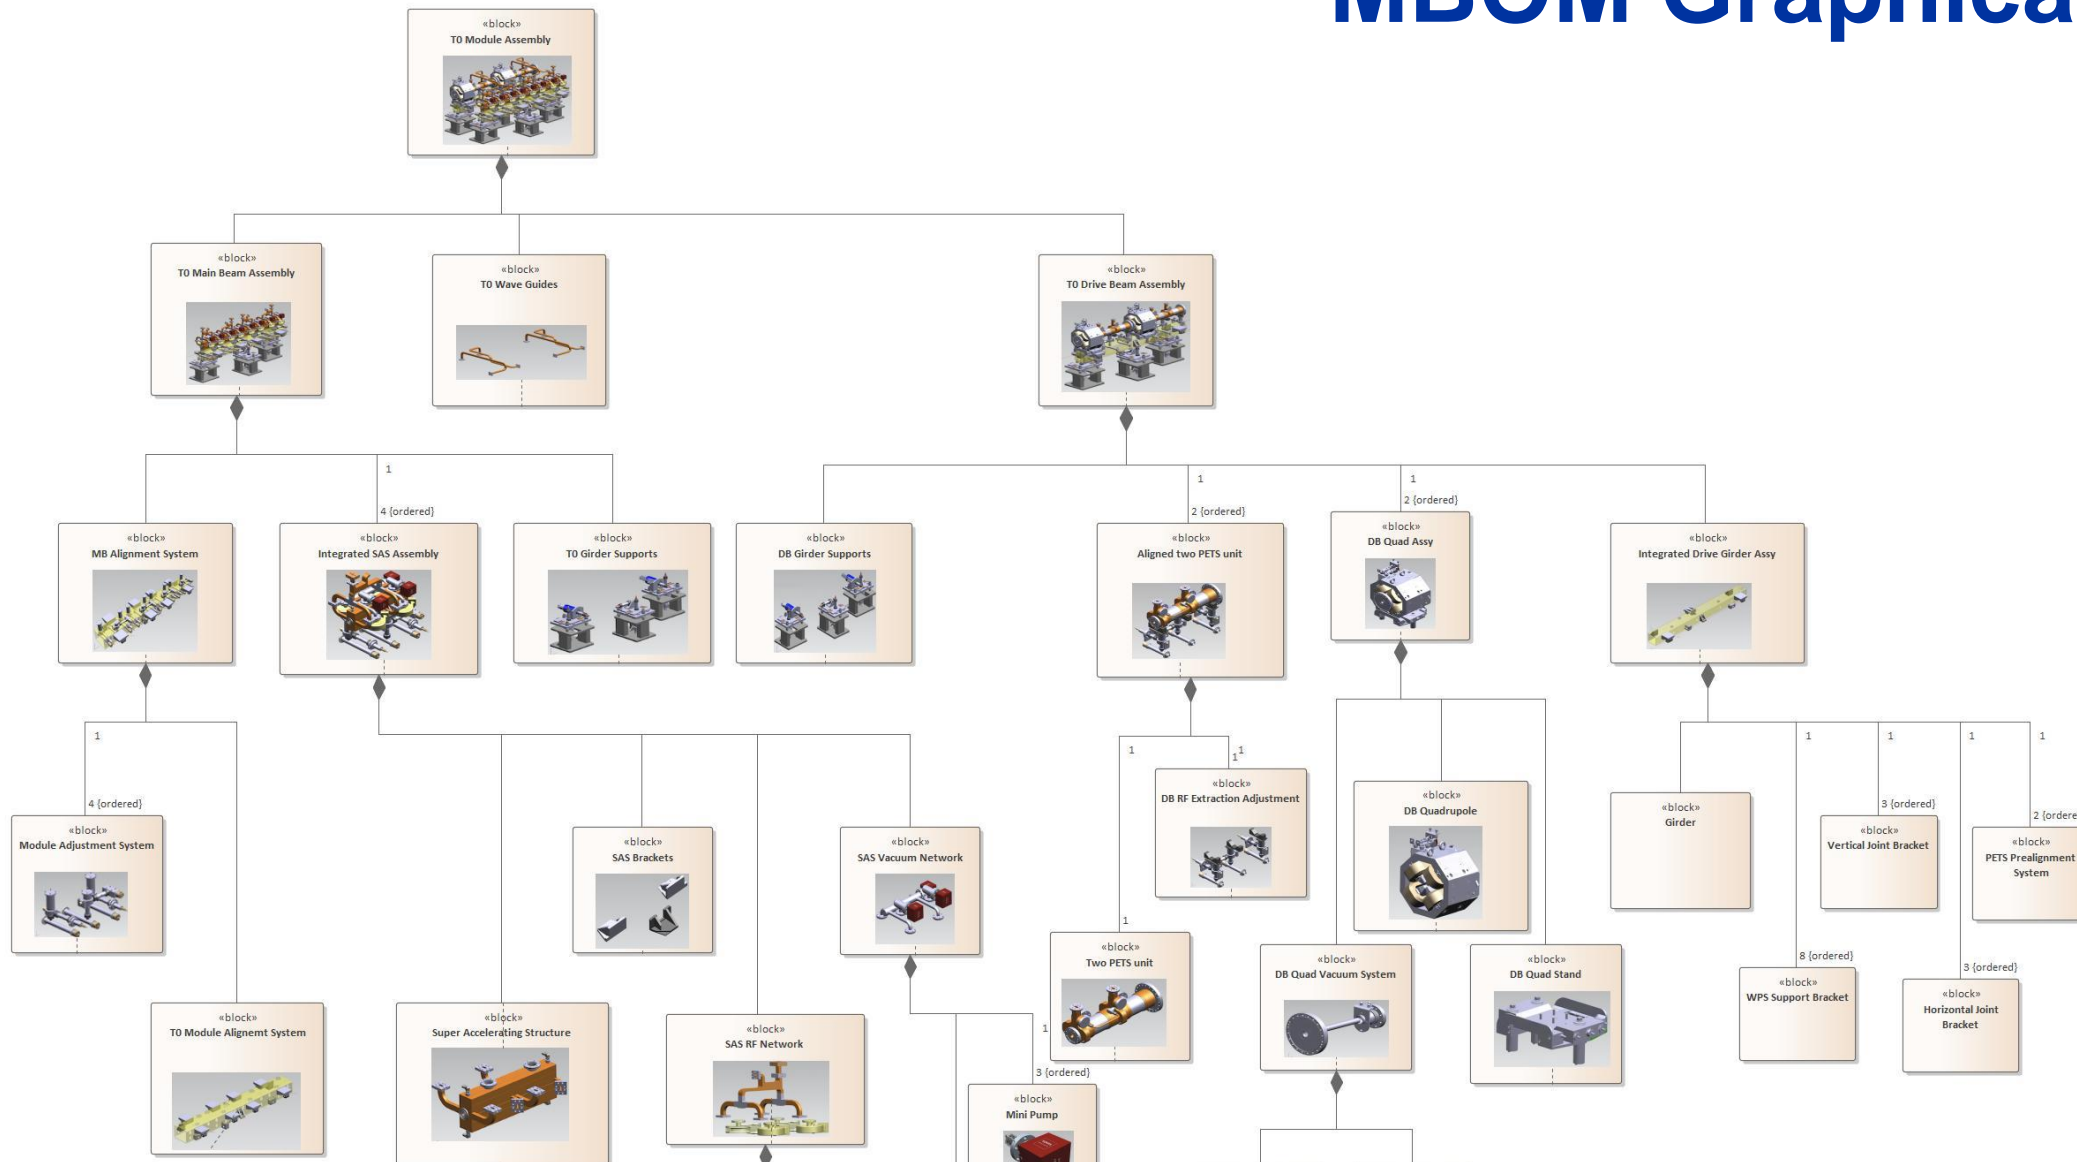 MBOM Graphica
«block»
T0 Module Assembly
«block»
T0 Main Beam Assembly
«block»
T0 Wave Guides
«block»
T0 Drive Beam Assembly
1
4 {ordered}
1
2 {ordered}
1
2 {ordered}
«block»
MB Alignment System
«block»
Integrated SAS Assembly
«block»
T0 Girder Supports
«block»
DB Girder Supports
«block»
Aligned two PETS unit
«block»
DB Quad Assy
«block»
Integrated Drive Girder Assy
1
4 {ordered}
«block»
Module Adjustment System
«block»
T0 Module Alignemt System
«block»
Super Accelerating Structure
«block»
SAS Brackets
«block»
SAS RF Network
«block»
SAS Vacuum Network
1
3 {ordered}
«block»
Mini Pump
1
1
1
1
«block»
DB RF Extraction Adjustment
«block»
Two PETS unit
«block»
DB Quadrupole
«block»
DB Quad Vacuum System
«block»
DB Quad Stand
«block»
Girder
1
8 {ordered}
«block»
WPS Support Bracket
1
3 {ordered}
«block»
Vertical Joint Bracket
1
3 {ordered}
«block»
Horizontal Joint
Bracket
1
2 {ordere
«block»
PETS Prealignment
System